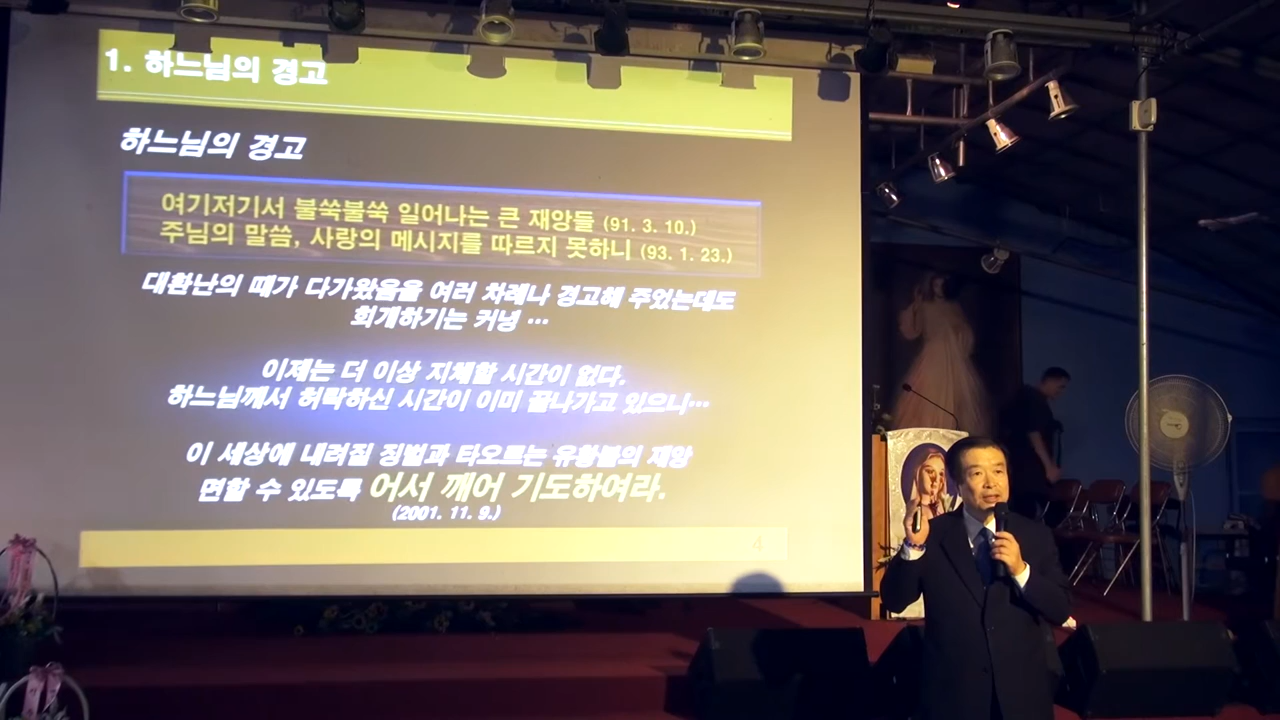 1. 하느님의 경고
하느님의 경고
여기저기서 불쑥불쑥 일어나는 큰 재앙들 (91. 3. 10.)
주님의 말씀, 사랑의 메시지를 따르지 못하니 (93. 1. 23.)
대환난의 때가 다가왔음을 여러 차례나 경고해 주었는데도
회개하기는 커녕 …
이제는 더 이상 지체할 시간이 없다.
하느님께서 허락하신 시간이 이미 끝나가고 있으니…
이 세상에 내려질 징벌과 타오르는 유황불의 재앙
면할 수 있도록 어서 깨어 기도하여라.
(2001. 11. 9.)
4